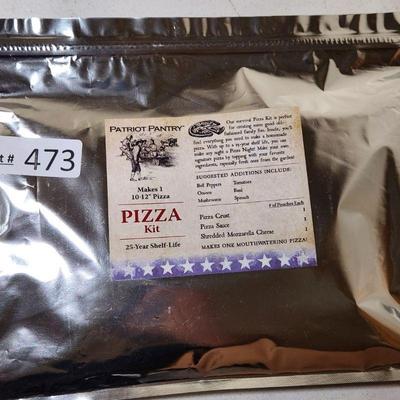 t# 473
PATRIOT PANTRY
Makes 1
10-12" Pizza
PIZZA
Kit
25-Year Shelf-Life
Our survival Pizza Kit is perfect
for creating some good old-
fashioned family fun. Inside, you'll
find everything you need to make a homemade
pizza. With up to a 25-year shelf life, you can
make any night a Pizza Night! Make your own
signature pizza by topping with your favorite
ingredients, especially fresh ones from the garden!
SUGGESTED ADDITIONS INCLUDE:
Bell Peppers Tomatoes
Onions Basil
Mushrooms Spinach
# of Pouches Each
Pizza Crust 1
Pizza Sauce 1
Shredded Mozzarella Cheese 1
MAKES ONE MOUTHWATERING PIZZA!